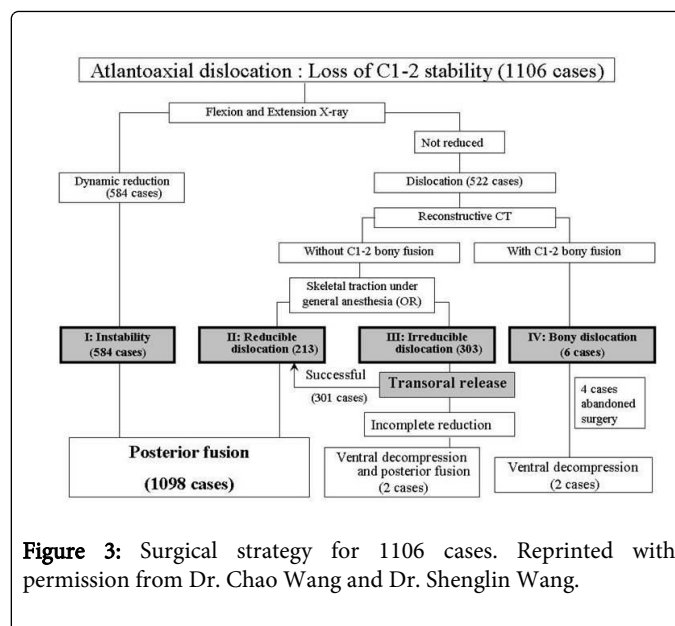 Atlantoaxial dislocation : Loss of C1-2 stability (1106 cases)
Flexion and Extension X-ray
Not reduced
Dynamic reduction
(584 cases)
Dislocation (522 cases)
Reconstructive CT
Without C1-2 bony fusion
With C1-2 bony fusion
Skeletal traction under
general anesthesia (OR)
I: Instability
(584 cases)
II: Reducible
dislocation (213)
III: Irreducible
dislocation (303)
IV: Bony dislocation
(6 cases)
Successful
(301 cases)
Transoral release
4 cases
abandoned
surgery
Incomplete reduction
Posterior fusion
(1098 cases)
Ventral decompression
and posterior fusion
(2 cases)
Ventral decompression
(2 cases)
Figure 3: Surgical strategy for 1106 cases. Reprinted with
permission from Dr. Chao Wang and Dr. Shenglin Wang.